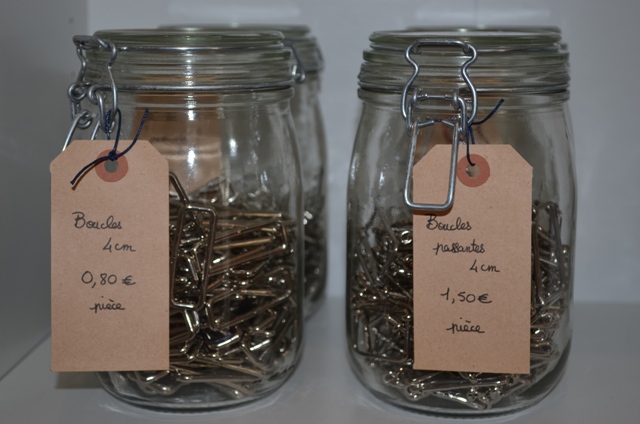 Boucles
4cm
0,80 €
pièce
Boucles
passantes
4cm
1,50 €
pièce